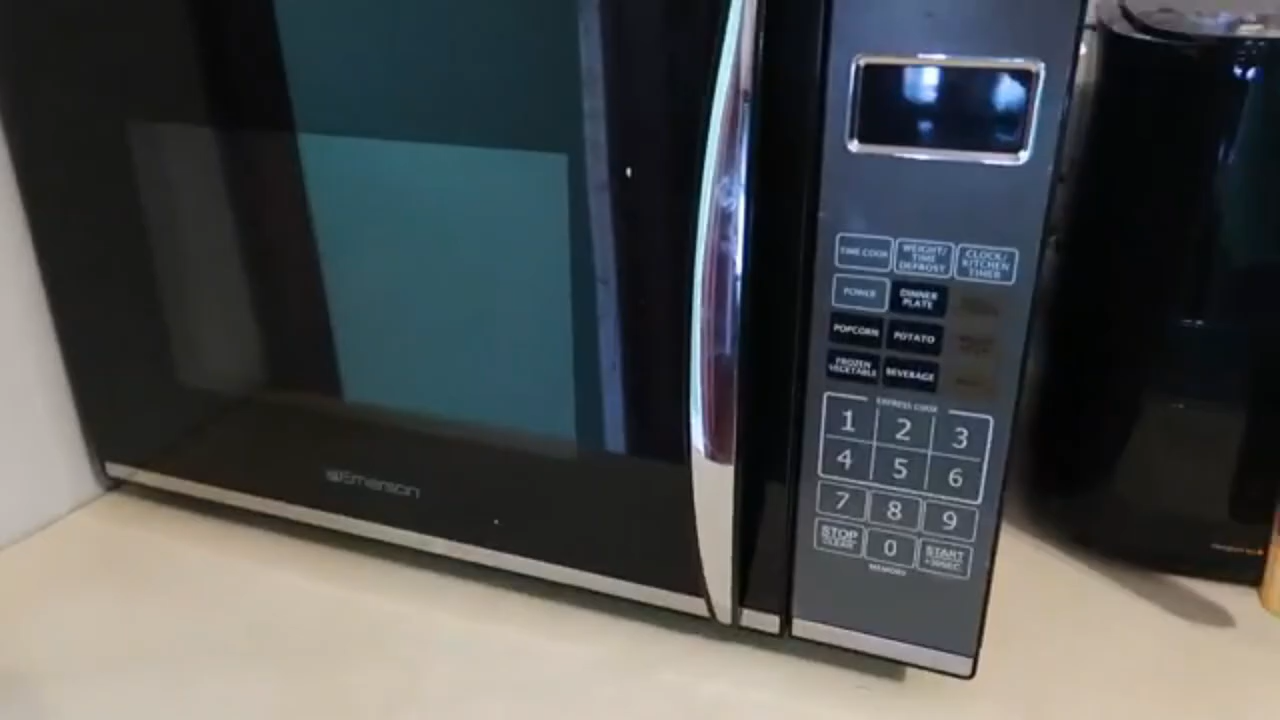 TIME COOK
WEIGHT/
TIME
DEFROST
CLOCK/
KITCHEN
TIMER
POWER
DINNER
PLATE
POPCORN
POTATO
FROZEN
VEGETABLE
BEVERAGE
EXPRESS COOK
1 2 3
4 5 6
7 8 9
STOP
CLEAR
0
START
+30SEC
MEMORY
Emerson